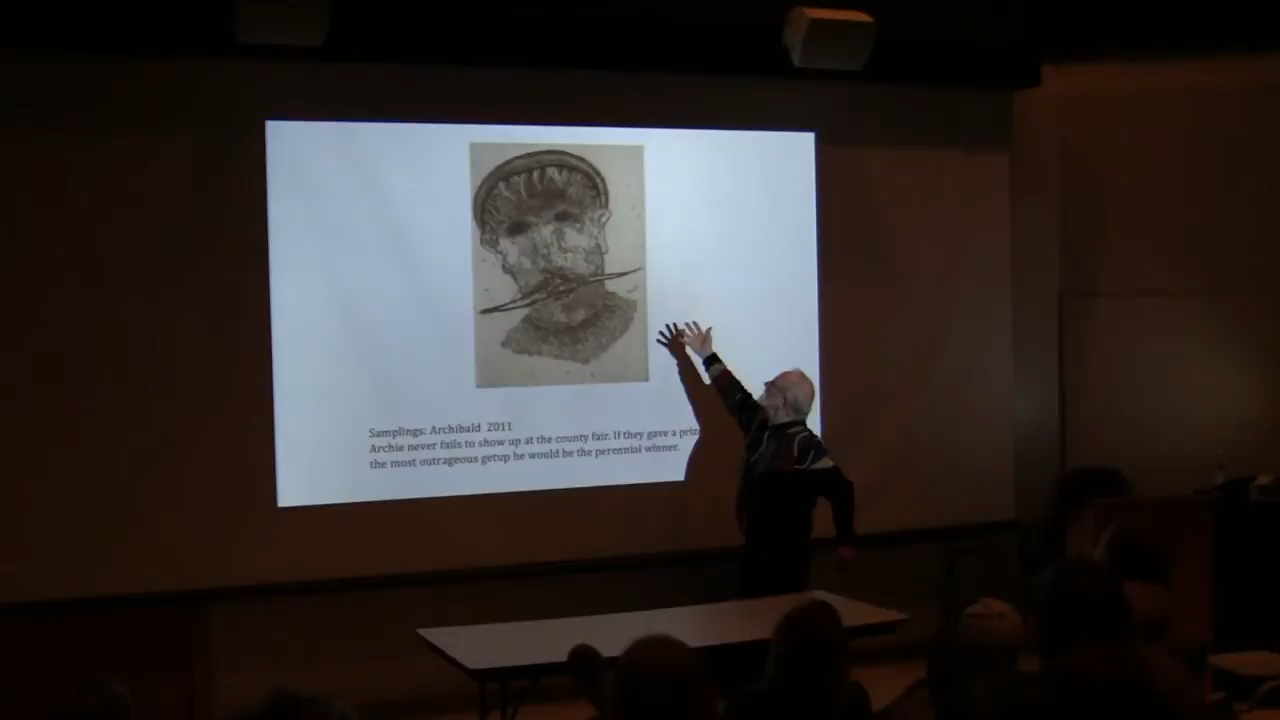 Samplings: Archibald 2011
Archie never fails to show up at the county fair. If they gave a priz
the most outrageous getup he would be the perennial winner.